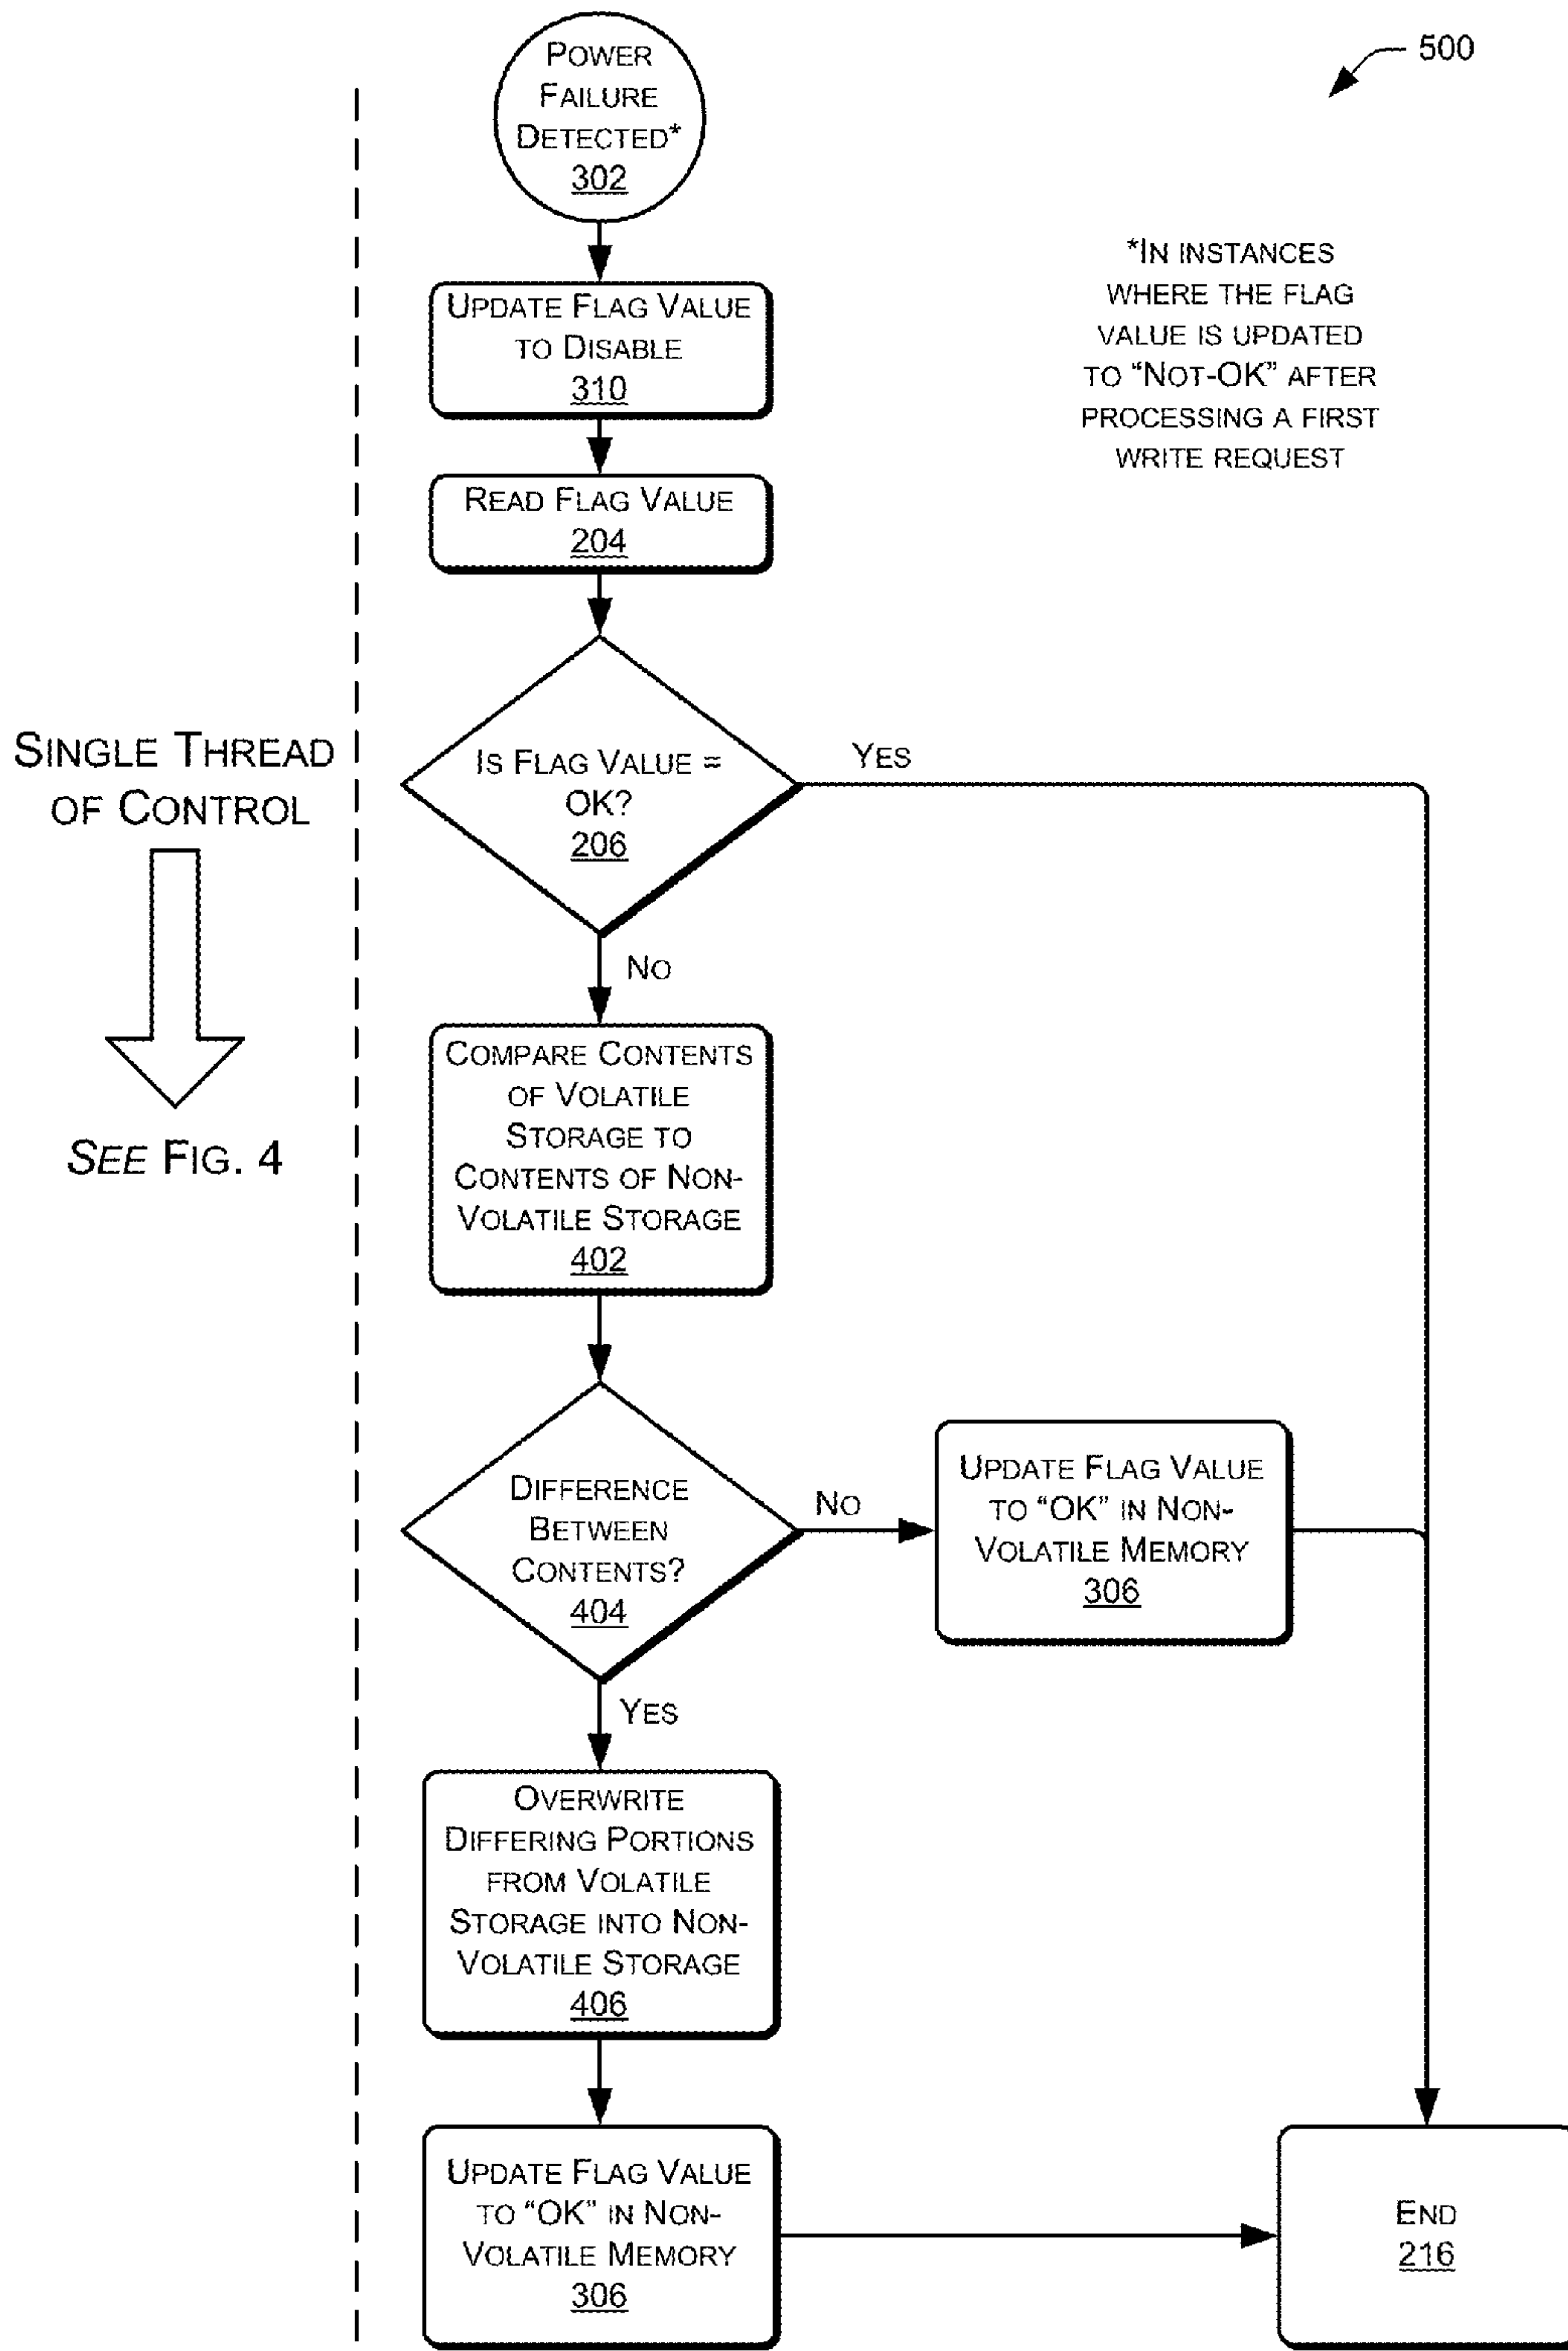 500
POWER
FAILURE
DETECTED*
302
*IN INSTANCES
WHERE THE FLAG
VALUE IS UPDATED
TO “NOT-OK” AFTER
PROCESSING A FIRST
WRITE REQUEST
UPDATE FLAG VALUE
TO DISABLE
310
READ FLAG VALUE
204
SINGLE THREAD
OF CONTROL
SEE FIG. 4
IS FLAG VALUE =
OK?
206
YES
NO
COMPARE CONTENTS
OF VOLATILE
STORAGE TO
CONTENTS OF NON-
VOLATILE STORAGE
402
DIFFERENCE
BETWEEN
CONTENTS?
404
NO
UPDATE FLAG VALUE
TO “OK” IN NON-
VOLATILE MEMORY
306
YES
OVERWRITE
DIFFERING PORTIONS
FROM VOLATILE
STORAGE INTO NON-
VOLATILE STORAGE
406
UPDATE FLAG VALUE
TO “OK” IN NON-
VOLATILE MEMORY
306
END
216